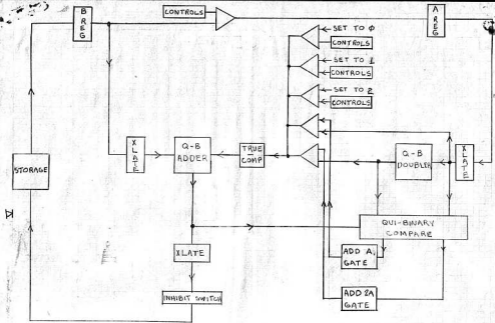 B REG
CONTROLS
A REG
SET TO 0
CONTROLS
SET TO 1
CONTROLS
SET TO 2
CONTROLS
STORAGE
XLATE
Q-B
ADDER
TRUE
COMP
Q-B
DOUBLER
XLATE
QUI-BINARY
COMPARE
XLATE
ADD A
GATE
INHIBIT SWITCH
ADD 2A
GATE